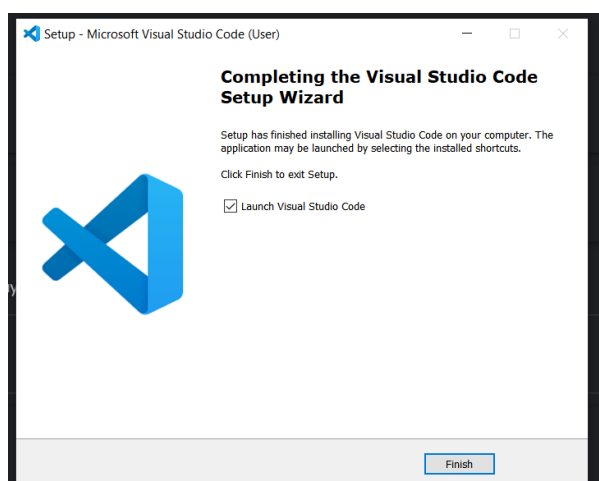 Setup - Microsoft Visual Studio Code (User)
Completing the Visual Studio Code
Setup Wizard
Setup has finished installing Visual Studio Code on your computer. The
application may be launched by selecting the installed shortcuts.
Click Finish to exit Setup.
Launch Visual Studio Code
Finish